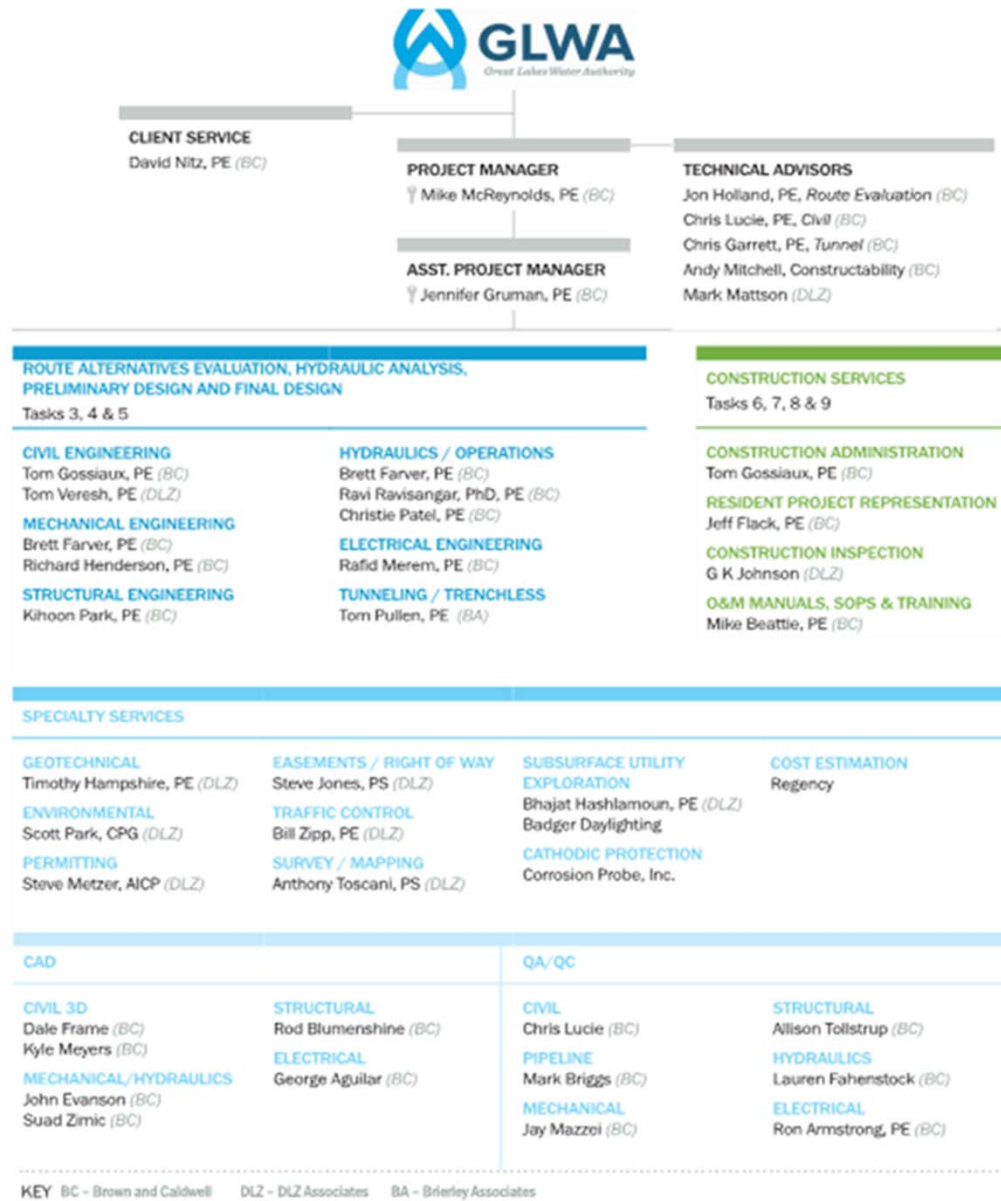 GLWA
Great Lakes Water Authority
CLIENT SERVICE
David Nitz, PE (BC)
PROJECT MANAGER
Mike McReynolds, PE (BC)
ASST. PROJECT MANAGER
Jennifer Gruman, PE (BC)
TECHNICAL ADVISORS
Jon Holland, PE, Route Evaluation (BC)
Chris Lucie, PE, Civil (BC)
Chris Garrett, PE, Tunnel (BC)
Andy Mitchell, Constructability (BC)
Mark Mattson (DLZ)
ROUTE ALTERNATIVES EVALUATION, HYDRAULIC ANALYSIS,
PRELIMINARY DESIGN AND FINAL DESIGN
Tasks 3, 4 & 5
CIVIL ENGINEERING
Tom Gossiaux, PE (BC)
Tom Veresh, PE (DLZ)
MECHANICAL ENGINEERING
Brett Farver, PE (BC)
Richard Henderson, PE (BC)
STRUCTURAL ENGINEERING
Kihoon Park, PE (BC)
HYDRAULICS / OPERATIONS
Brett Farver, PE (BC)
Ravi Ravisangar, PhD, PE (BC)
Christie Patel, PE (BC)
ELECTRICAL ENGINEERING
Rafid Merem, PE (BC)
TUNNELING / TRENCHLESS
Tom Pullen, PE (BA)
CONSTRUCTION SERVICES
Tasks 6, 7, 8 & 9
CONSTRUCTION ADMINISTRATION
Tom Gossiaux, PE (BC)
RESIDENT PROJECT REPRESENTATION
Jeff Flack, PE (BC)
CONSTRUCTION INSPECTION
G K Johnson (DLZ)
O&M MANUALS, SOPS & TRAINING
Mike Beattie, PE (BC)
SPECIALTY SERVICES
GEOTECHNICAL
Timothy Hampshire, PE (DLZ)
ENVIRONMENTAL
Scott Park, CPG (DLZ)
PERMITTING
Steve Metzer, AICP (DLZ)
EASEMENTS / RIGHT OF WAY
Steve Jones, PS (DLZ)
TRAFFIC CONTROL
Bill Zipp, PE (DLZ)
SURVEY / MAPPING
Anthony Toscani, PS (DLZ)
SUBSURFACE UTILITY
EXPLORATION
Bhajat Hashlamoun, PE (DLZ)
Badger Daylighting
CATHODIC PROTECTION
Corrosion Probe, Inc.
COST ESTIMATION
Regency
CAD
CIVIL 3D
Dale Frame (BC)
Kyle Meyers (BC)
MECHANICAL/HYDRAULICS
John Evanson (BC)
Suad Zimic (BC)
STRUCTURAL
Rod Blumenshine (BC)
ELECTRICAL
George Aguilar (BC)
QA/QC
CIVIL
Chris Lucie (BC)
PIPELINE
Mark Briggs (BC)
MECHANICAL
Jay Mazzei (BC)
STRUCTURAL
Allison Tollstrup (BC)
HYDRAULICS
Lauren Fahenstock (BC)
ELECTRICAL
Ron Armstrong, PE (BC)
KEY BC – Brown and Caldwell DLZ – DLZ Associates BA – Brierley Associates